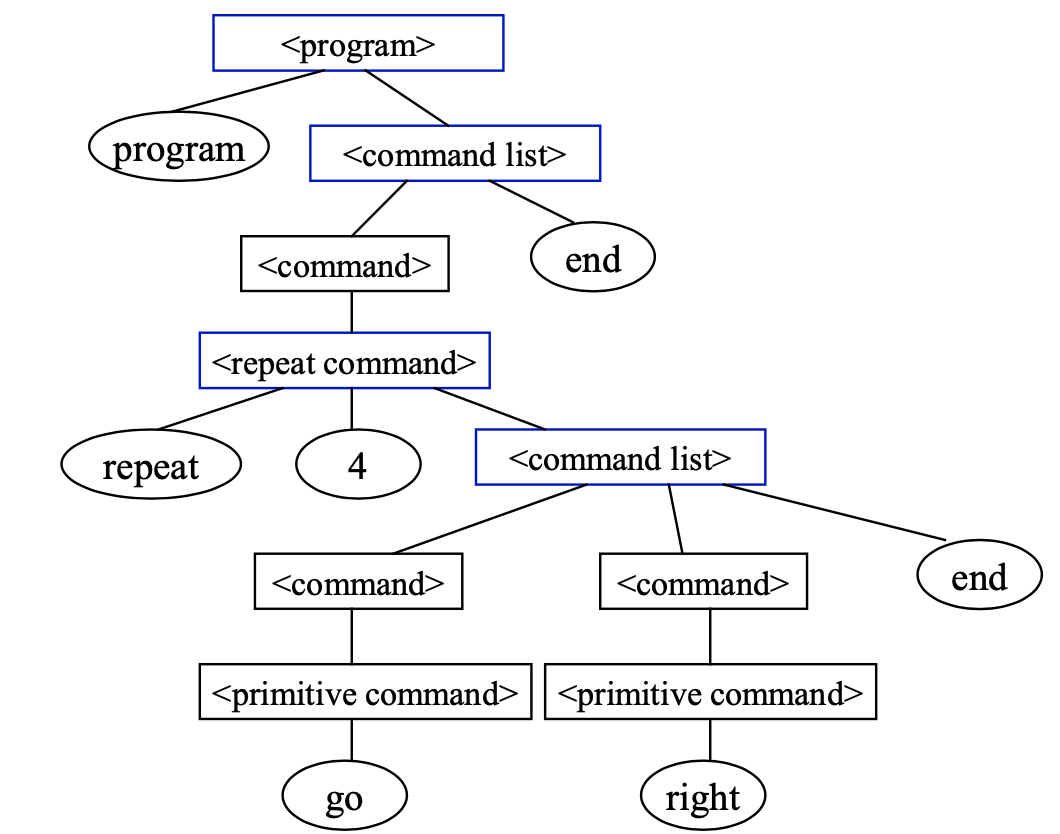 <program>
program
<command list>
<command>
end
<repeat command>
repeat
4
<command list>
<command>
<command>
end
<primitive command>
<primitive command>
go
right